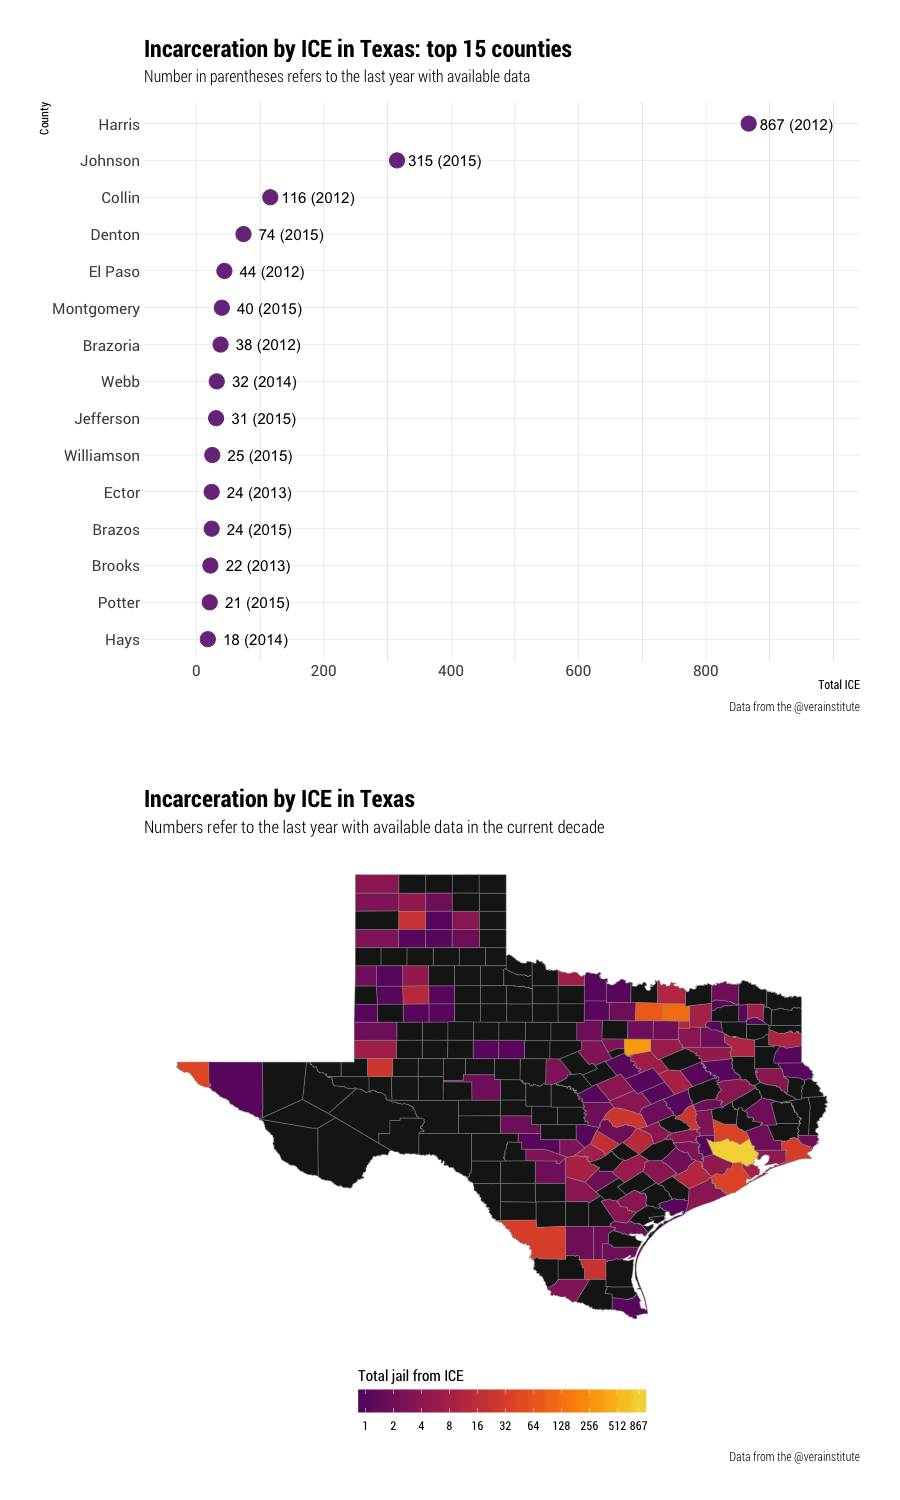 Incarceration by ICE in Texas: top 15 counties
Number in parentheses refers to the last year with available data
County
Harris 867 (2012)
Johnson 315 (2015)
Collin 116 (2012)
Denton 74 (2015)
El Paso 44 (2012)
Montgomery 40 (2015)
Brazoria 38 (2012)
Webb 32 (2014)
Jefferson 31 (2015)
Williamson 25 (2015)
Ector 24 (2013)
Brazos 24 (2015)
Brooks 22 (2013)
Potter 21 (2015)
Hays 18 (2014)
0 200 400 600 800
Total ICE
Data from the @verainstitute
Incarceration by ICE in Texas
Numbers refer to the last year with available data in the current decade
Total jail from ICE
1 2 4 8 16 32 64 128 256 512 867
Data from the @verainstitute